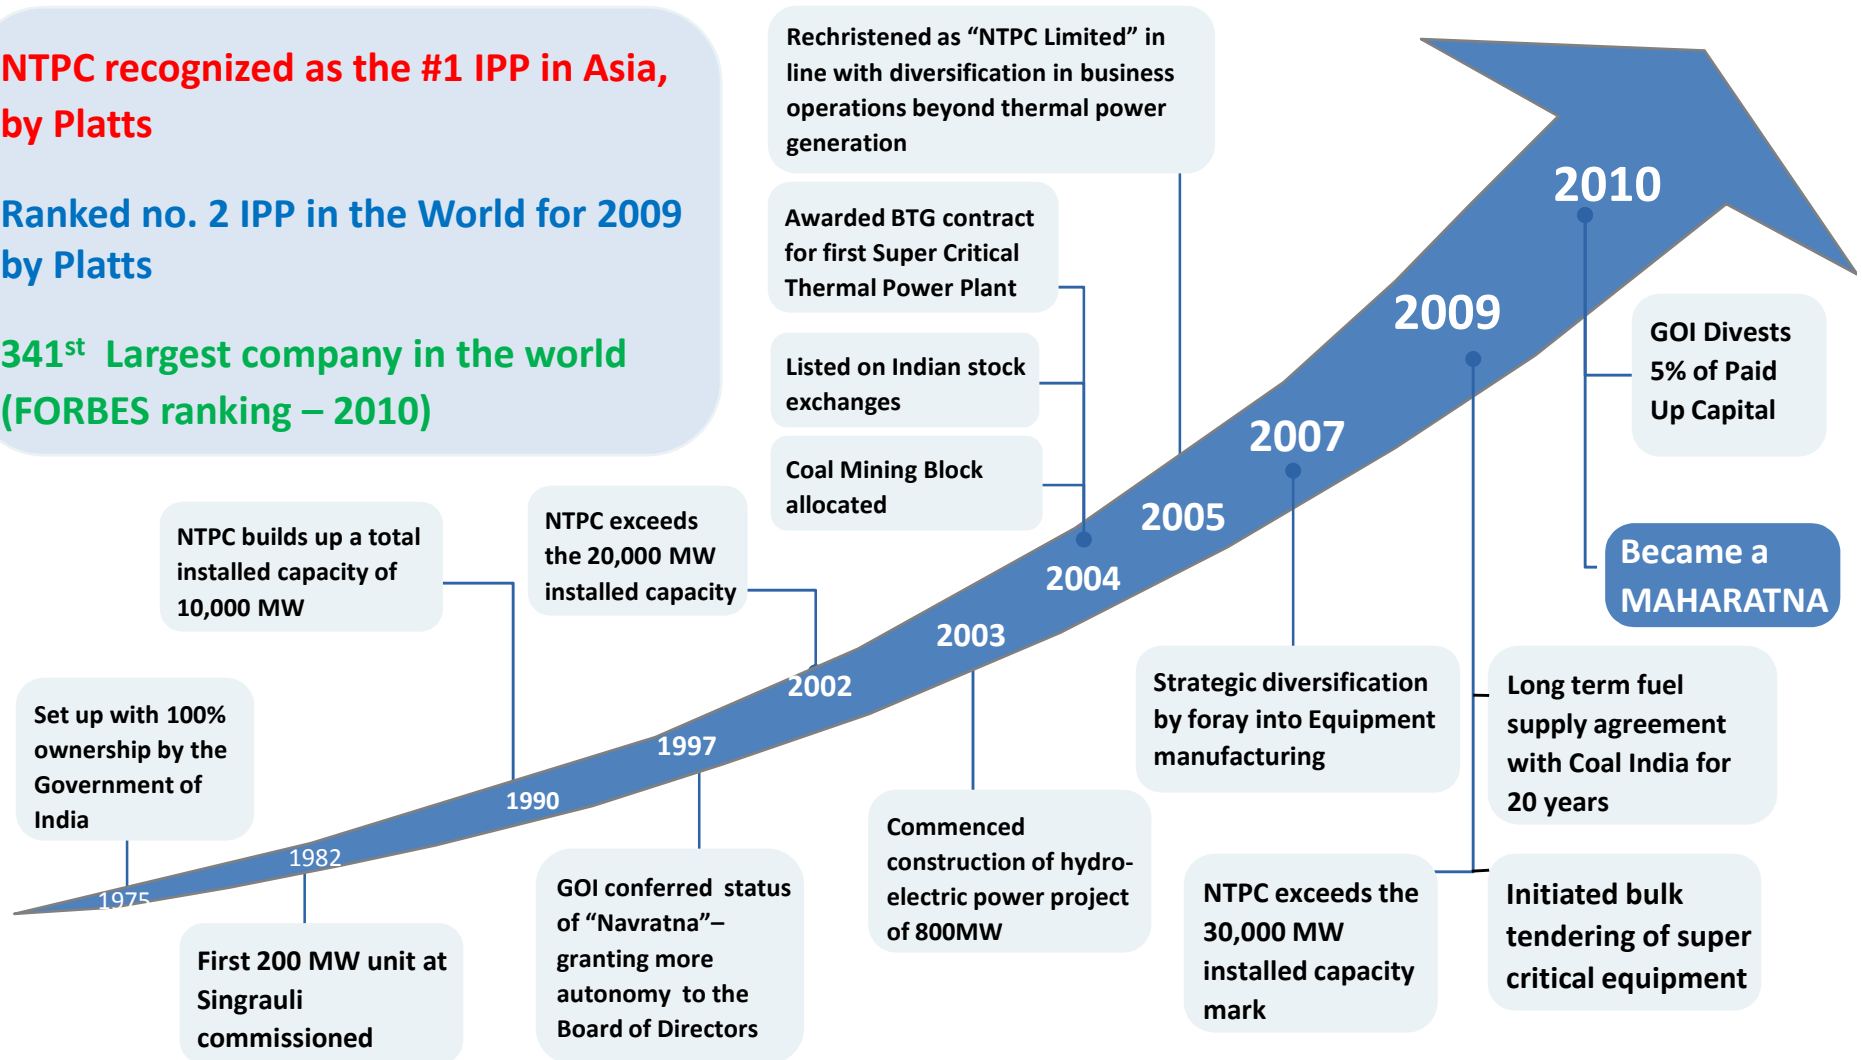 NTPC recognized as the #1 IPP in Asia,
by Platts
Ranked no. 2 IPP in the World for 2009
by Platts
341st Largest company in the world
(FORBES ranking – 2010)
Rechristened as “NTPC Limited” in
line with diversification in business
operations beyond thermal power
generation
Awarded BTG contract
for first Super Critical
Thermal Power Plant
Listed on Indian stock
exchanges
Coal Mining Block
allocated
NTPC builds up a total
installed capacity of
10,000 MW
NTPC exceeds
the 20,000 MW
installed capacity
Set up with 100%
ownership by the
Government of
India
1975
1982
1990
1997
2002
2003
2004
2005
2007
2009
2010
GOI Divests
5% of Paid
Up Capital
Became a
MAHARATNA
First 200 MW unit at
Singrauli
commissioned
GOI conferred status
of “Navratna”–
granting more
autonomy to the
Board of Directors
Commenced
construction of hydro-
electric power project
of 800MW
Strategic diversification
by foray into Equipment
manufacturing
NTPC exceeds the
30,000 MW
installed capacity
mark
Long term fuel
supply agreement
with Coal India for
20 years
Initiated bulk
tendering of super
critical equipment